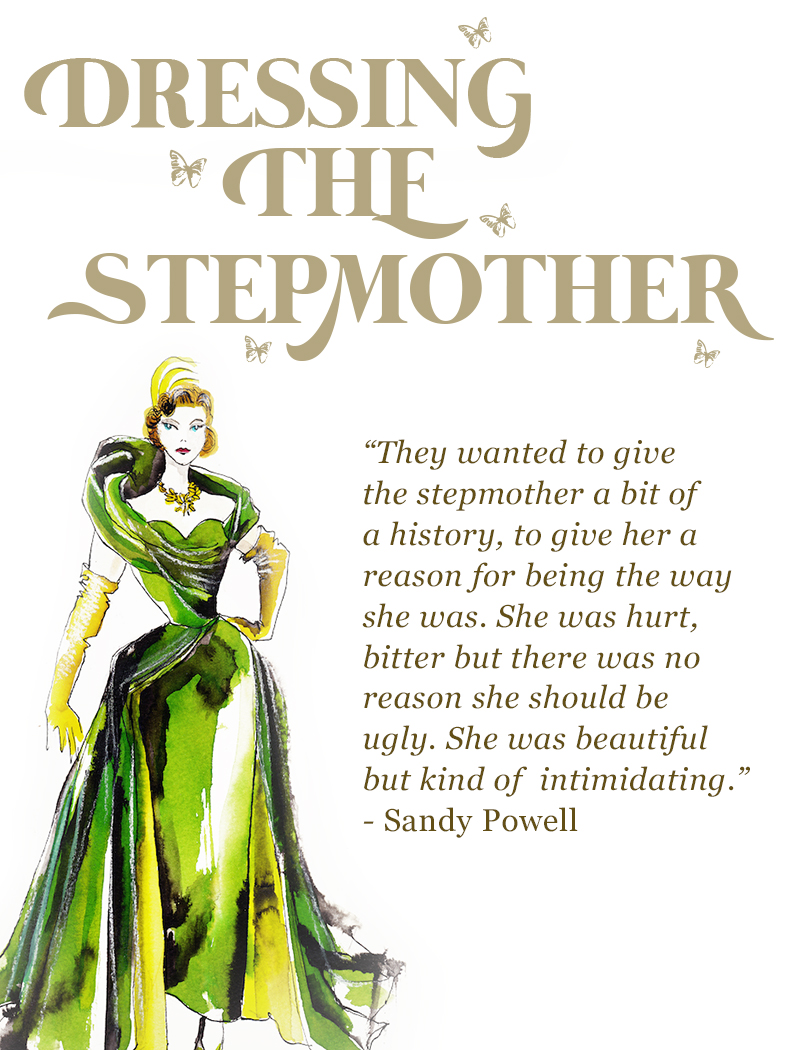 DRESSING
THE
STEPMOTHER
“They wanted to give
the stepmother a bit of
a history, to give her a
reason for being the way
she was. She was hurt,
bitter but there was no
reason she should be
ugly. She was beautiful
but kind of  intimidating.”
- Sandy Powell